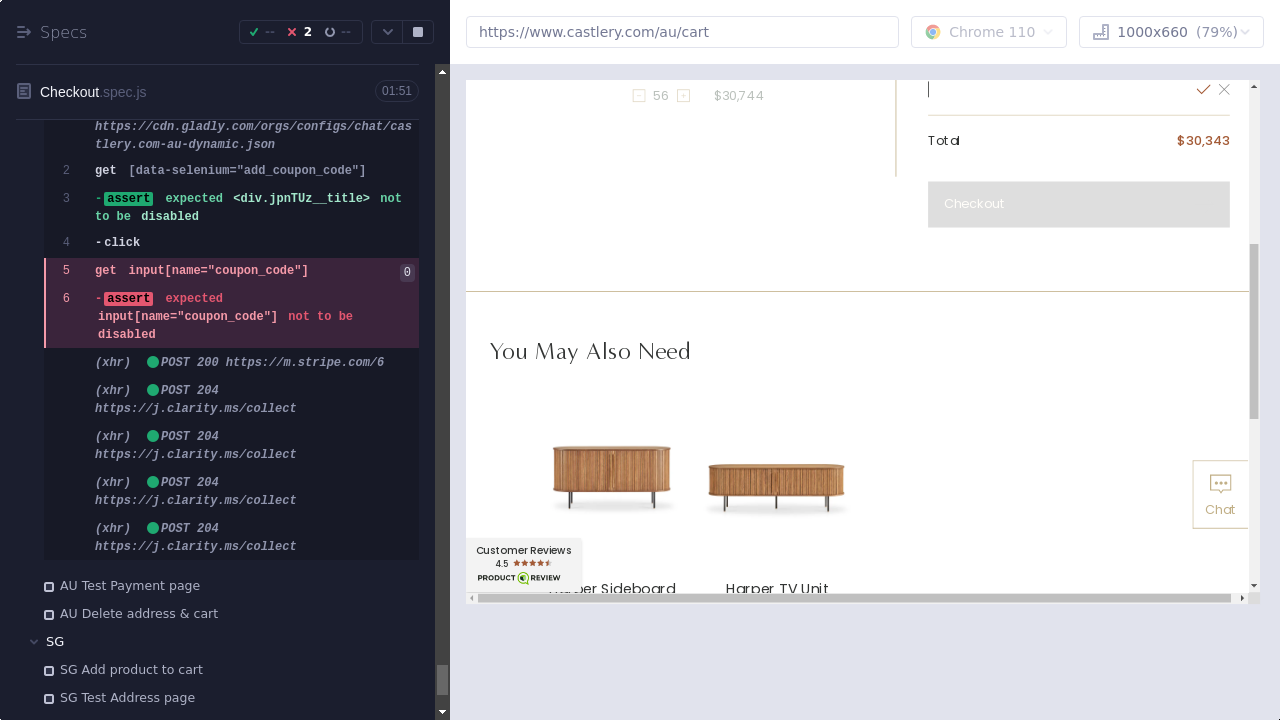 Specs
--
2
--
https://www.castlery.com/au/cart
Chrome 110
1000x660 (79%)
Checkout.spec.js
01:51
https://cdn.gladly.com/orgs/configs/chat/cas
tlery.com-au-dynamic.json
2 get [data-selenium="add_coupon_code"]
3 -assert expected <div.jpnTUz__title> not
to be disabled
4 -click
5 get input[name="coupon_code"] 0
6 -assert expected
input[name="coupon_code"] not to be
disabled
(xhr) POST 200 https://m.stripe.com/6
(xhr) POST 204
https://j.clarity.ms/collect
(xhr) POST 204
https://j.clarity.ms/collect
(xhr) POST 204
https://j.clarity.ms/collect
(xhr) POST 204
https://j.clarity.ms/collect
AU Test Payment page
AU Delete address & cart
SG
SG Add product to cart
SG Test Address page
56 $30,744
Total $30,343
Checkout
You May Also Need
Chat
Customer Reviews
4.5
PRODUCT REVIEW
Harper Sideboard
Harper TV Unit